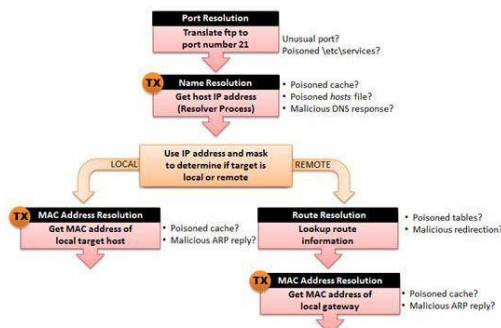 Port Resolution
Translate ftp to
port number 21
Unusual port?
Poisoned \etc\services?
TX
Name Resolution
Get host IP address
(Resolver Process)
• Poisoned cache?
• Poisoned hosts file?
• Malicious DNS response?
Use IP address and mask
to determine if target is
local or remote
LOCAL
REMOTE
TX
MAC Address Resolution
Get MAC address of
local target host
• Poisoned cache?
• Malicious ARP reply?
Route Resolution
Lookup route
information
• Poisoned tables?
• Malicious redirection?
TX
MAC Address Resolution
Get MAC address of
local gateway
• Poisoned cache?
• Malicious ARP reply?